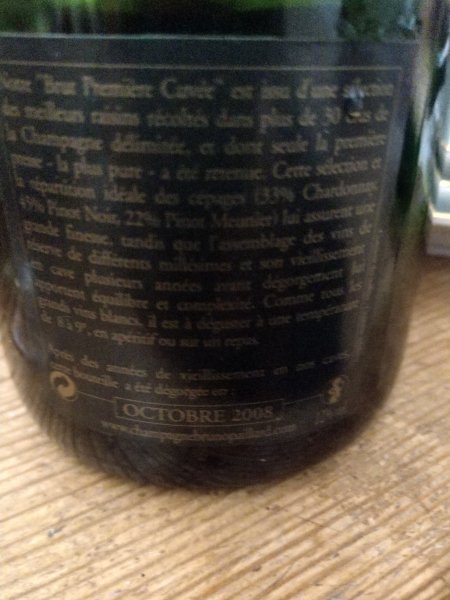 Notre "Brut Première Cuvée" est issu d'une sélection
des meilleurs raisins récoltés dans plus de 30 crus de
la Champagne délimitée, et dont seule la première
presse - la plus pure - a été retenue. Cette sélection et
la répartition idéale des cépages (33% Chardonnay,
45% Pinot Noir, 22% Pinot Meunier) lui assurent une
grande finesse, tandis que l'assemblage des vins de
réserve de différents millésimes et son vieillissement
en cave plusieurs années avant dégorgement lui
apportent équilibre et complexité. Comme tous les
grands vins blancs, il est à déguster à une température
de 8 à 9°, en apéritif ou sur un repas.
Après des années de vieillissement en nos caves,
cette bouteille a été dégorgée en :
OCTOBRE 2008
www.champagnebrunopaillard.com